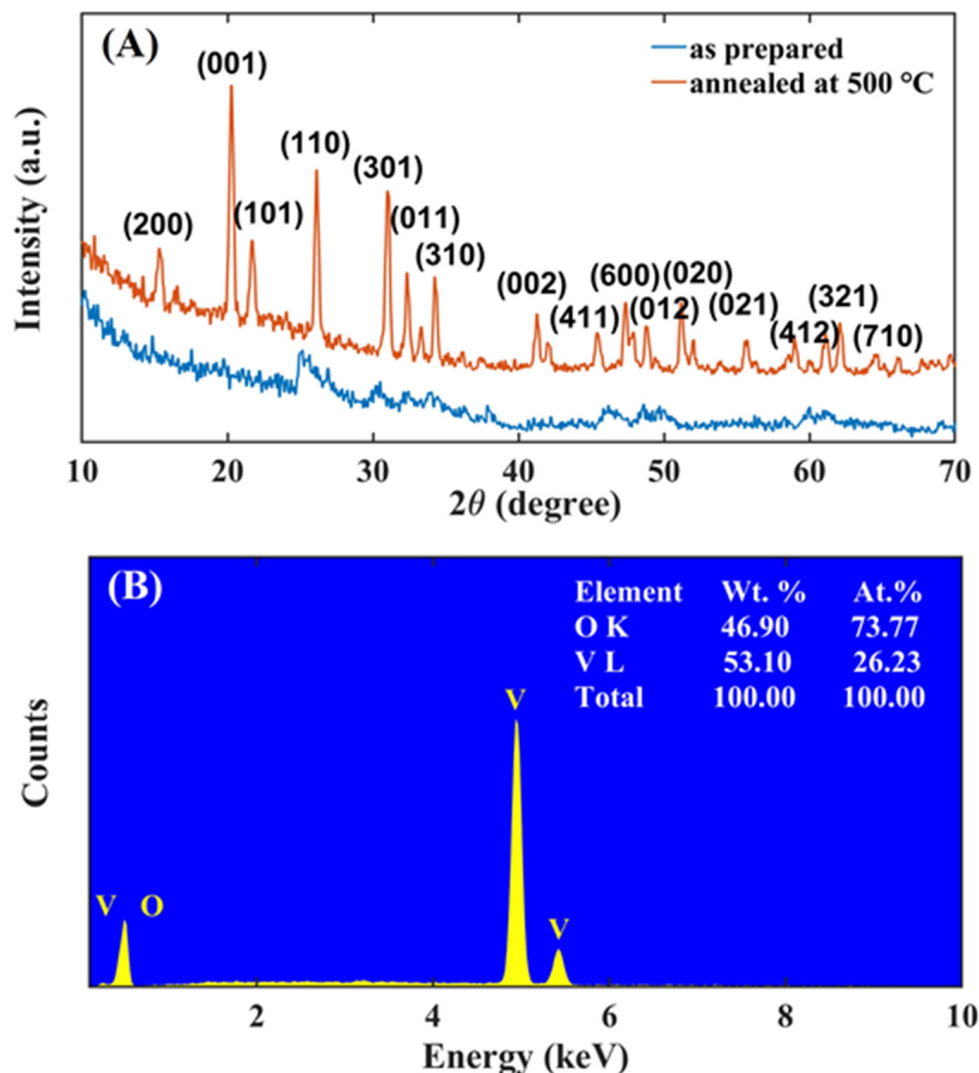 (A)
as prepared
annealed at 500 °C
(001)
(110)
(301)
(101)
(011)
(200)
(310)
(002)
(600)
(020)
(411)
(012)
(021)
(321)
(412)
(710)
Intensity (a.u.)
10 20 30 40 50 60 70
2θ (degree)
(B)
Element Wt. % At.%
O K 46.90 73.77
V L 53.10 26.23
Total 100.00 100.00
V
V O
V
Counts
2 4 6 8 10
Energy (keV)